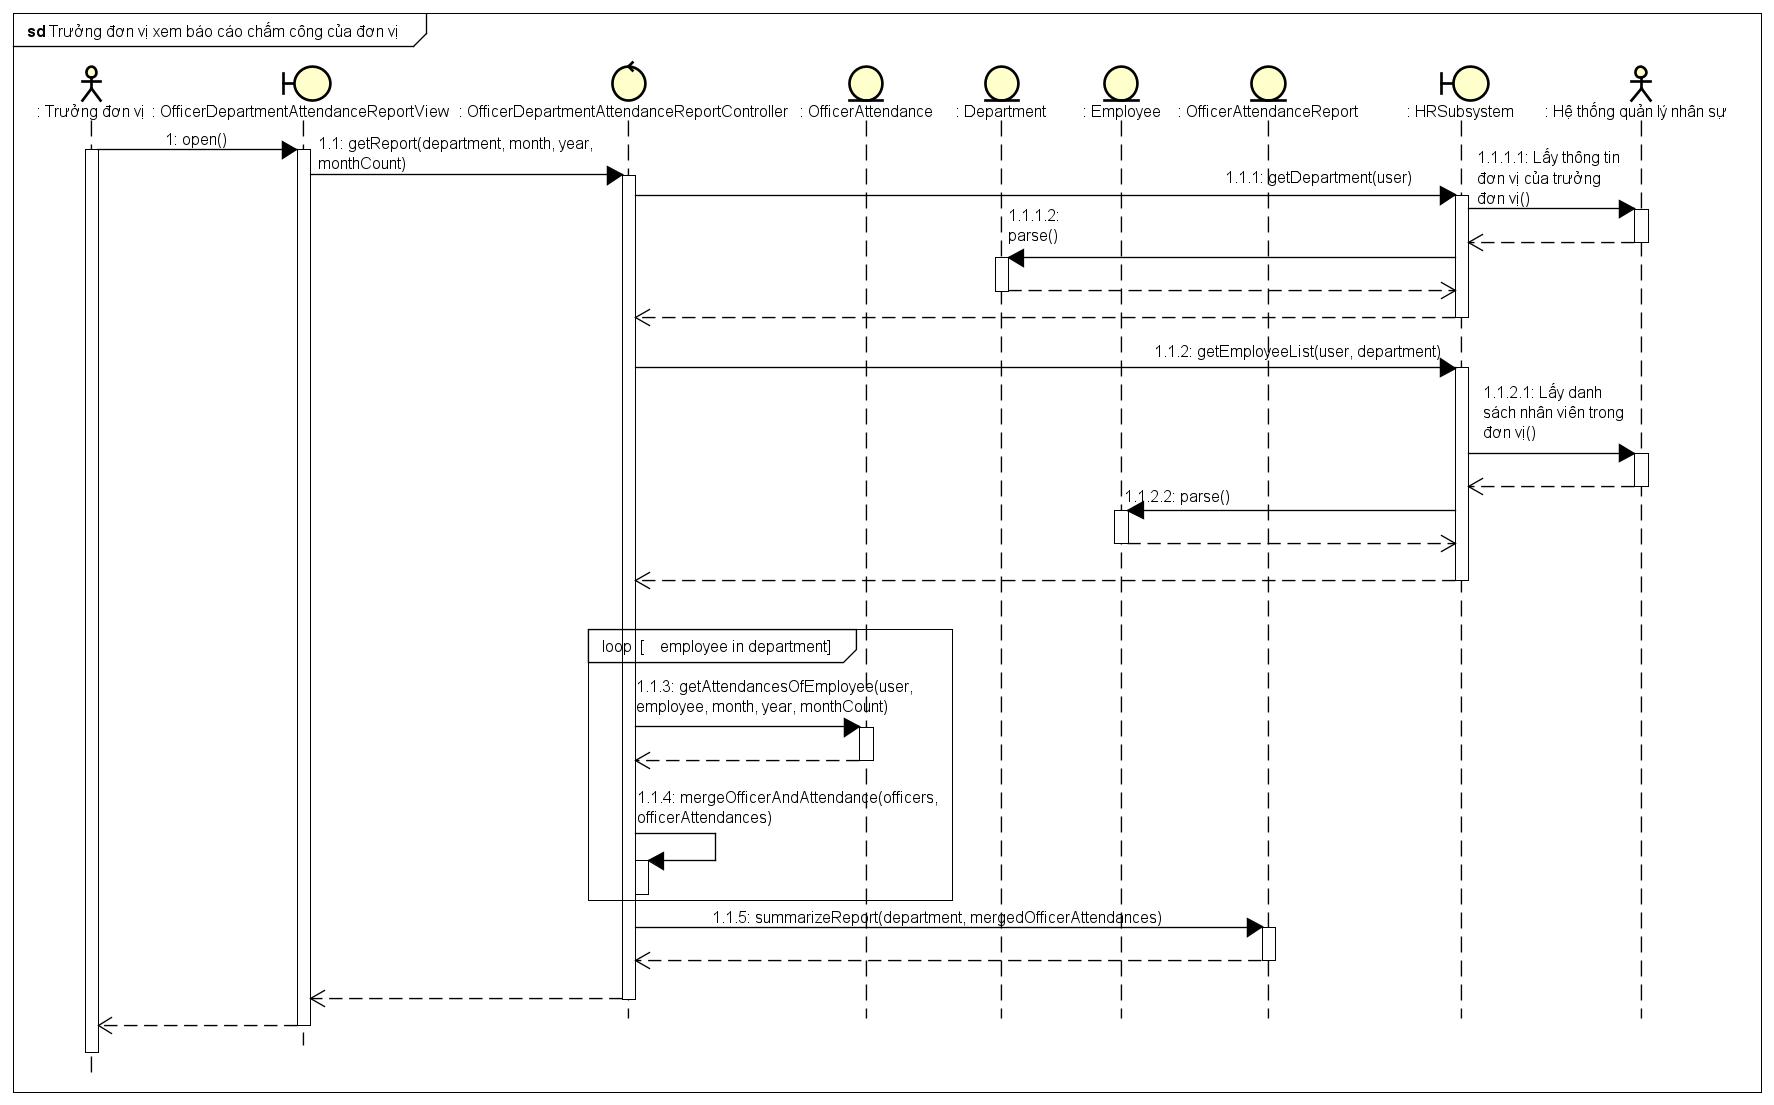 sd Trưởng đơn vị xem báo cáo chấm công của đơn vị
: Trưởng đơn vị
: OfficerDepartmentAttendanceReportView
: OfficerDepartmentAttendanceReportController
: OfficerAttendance
: Department
: Employee
: OfficerAttendanceReport
: HRSubsystem
: Hệ thống quản lý nhân sự
1: open()
1.1: getReport(department, month, year,
monthCount)
1.1.1: getDepartment(user)
1.1.1.1: Lấy thông tin
đơn vị của trưởng
đơn vị()
1.1.1.2:
parse()
1.1.2: getEmployeeList(user, department)
1.1.2.1: Lấy danh
sách nhân viên trong
đơn vị()
1.1.2.2: parse()
loop [ employee in department]
1.1.3: getAttendancesOfEmployee(user,
employee, month, year, monthCount)
1.1.4: mergeOfficerAndAttendance(officers,
officerAttendances)
1.1.5: summarizeReport(department, mergedOfficerAttendances)